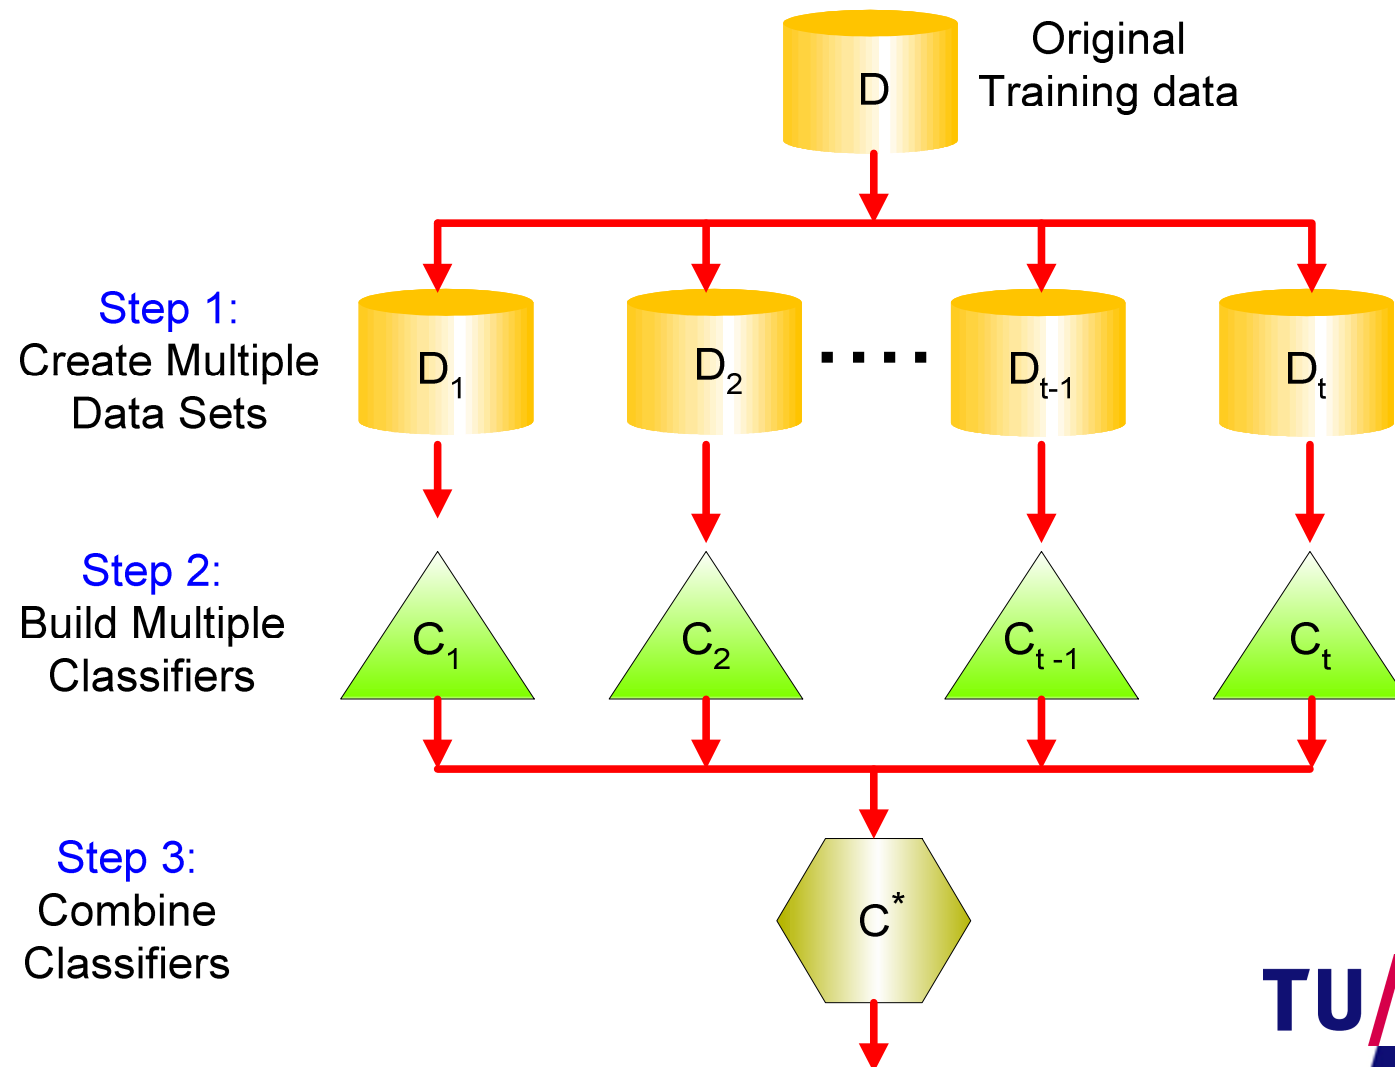 D
Original
Training data
Step 1:
Create Multiple
Data Sets
D1
D2
....
Dt-1
Dt
Step 2:
Build Multiple
Classifiers
C1
C2
Ct -1
Ct
Step 3:
Combine
Classifiers
C*
TU/